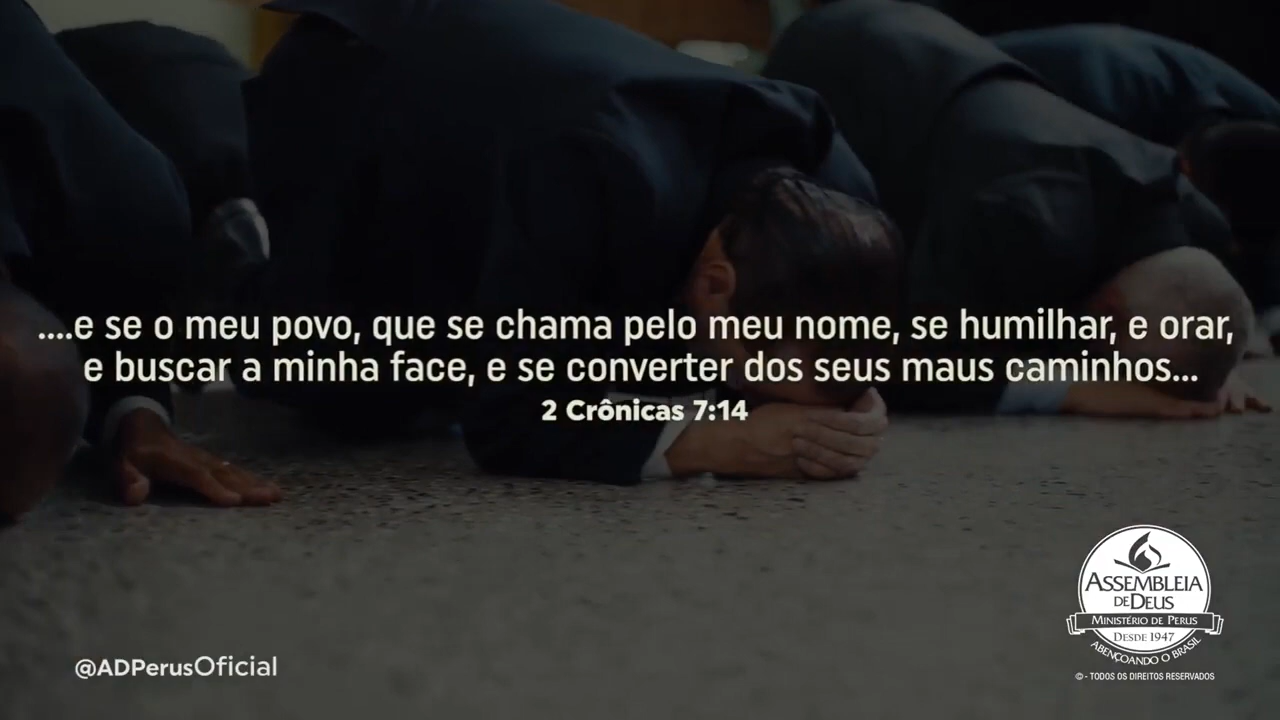 ....e se o meu povo, que se chama pelo meu nome, se humilhar, e orar,
e buscar a minha face, e se converter dos seus maus caminhos...
2 Crônicas 7:14
ASSEMBLEIA
DE DEUS
MINISTÉRIO DE PERUS
DESDE 1947
ABENÇOANDO O BRASIL
@ADPerusOficial
© - TODOS OS DIREITOS RESERVADOS